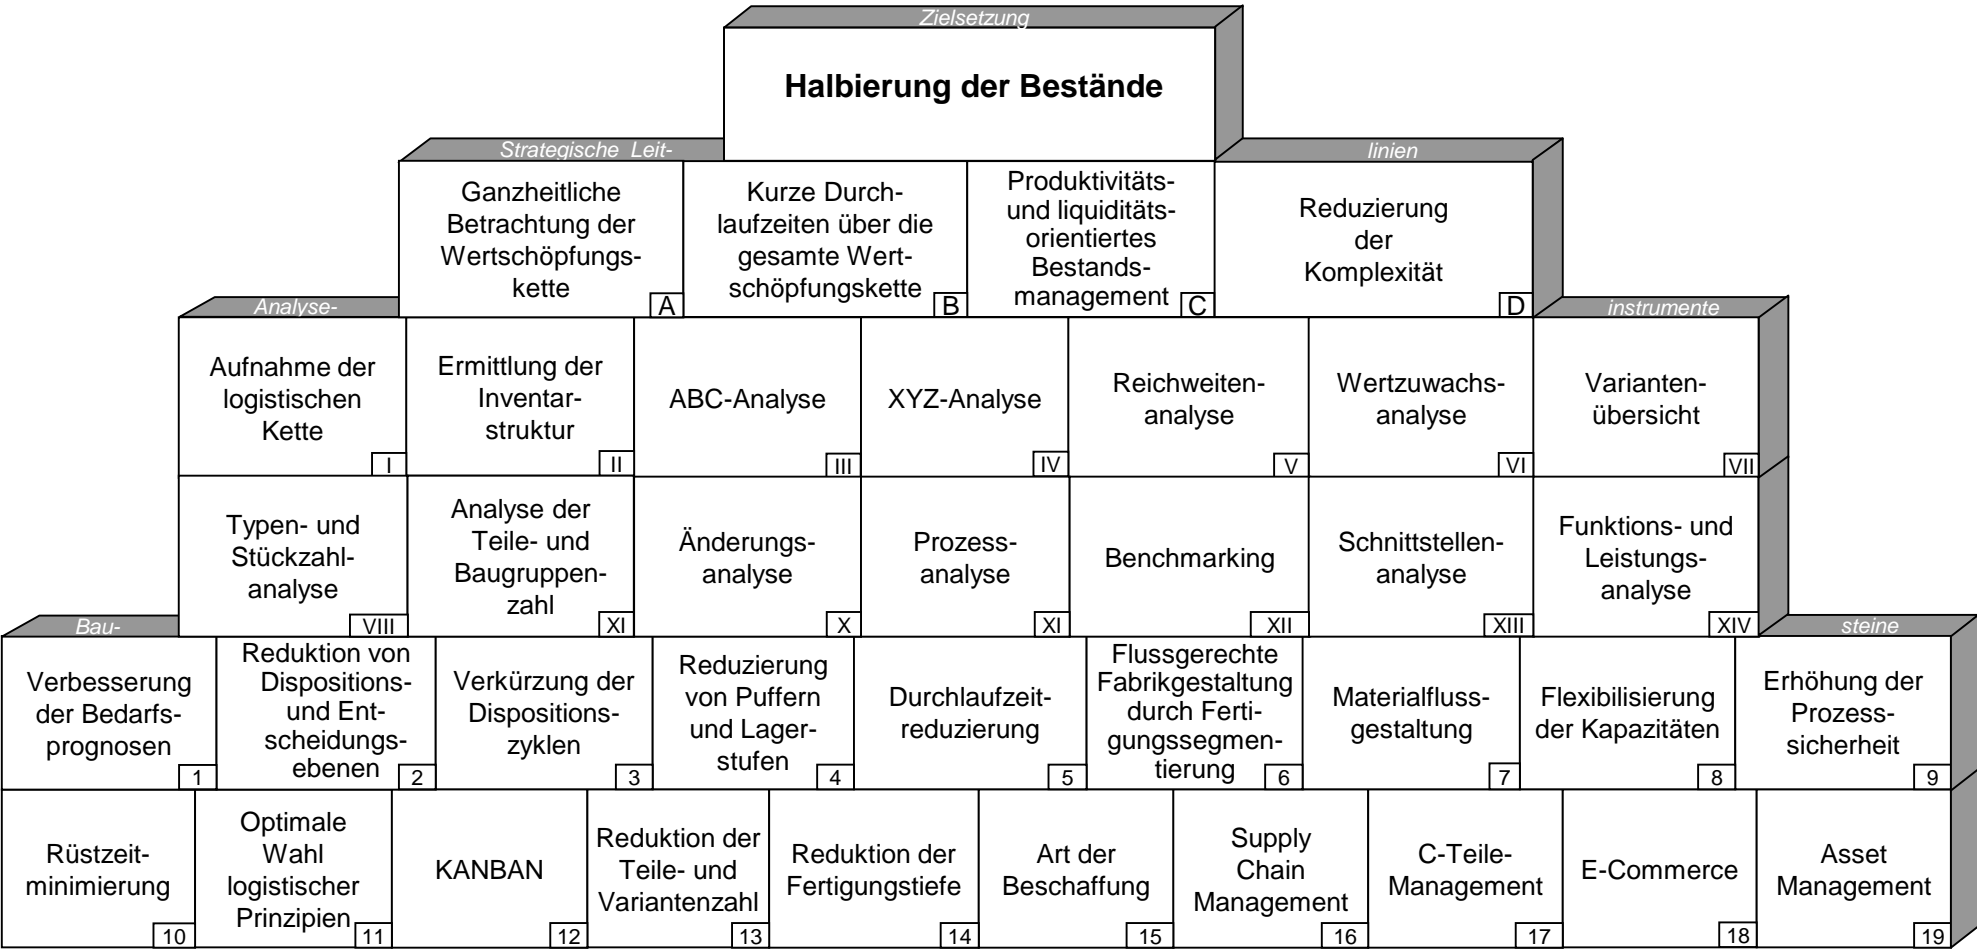 Zielsetzung
Halbierung der Bestände
Strategische Leit-
linien
Ganzheitliche
Betrachtung der
Wertschöpfungs-
kette
A
Kurze Durch-
laufzeiten über die
gesamte Wert-
schöpfungskette
B
Produktivitäts-
und liquiditäts-
orientiertes
Bestands-
management
C
Reduzierung
der
Komplexität
D
Analyse-
instrumente
Aufnahme der
logistischen
Kette
I
Ermittlung der
Inventar-
struktur
II
ABC-Analyse
III
XYZ-Analyse
IV
Reichweiten-
analyse
V
Wertzuwachs-
analyse
VI
Varianten-
übersicht
VII
Typen- und
Stückzahl-
analyse
VIII
Analyse der
Teile- und
Baugruppen-
zahl
XI
Änderungs-
analyse
X
Prozess-
analyse
XI
Benchmarking
XII
Schnittstellen-
analyse
XIII
Funktions- und
Leistungs-
analyse
XIV
Bau-
steine
Verbesserung
der Bedarfs-
prognosen
1
Reduktion von
Dispositions-
und Ent-
scheidungs-
ebenen
2
Verkürzung der
Dispositions-
zyklen
3
Reduzierung
von Puffern
und Lager-
stufen
4
Durchlaufzeit-
reduzierung
5
Flussgerechte
Fabrikgestaltung
durch Ferti-
gungssegmen-
tierung
6
Materialfluss-
gestaltung
7
Flexibilisierung
der Kapazitäten
8
Erhöhung der
Prozess-
sicherheit
9
Rüstzeit-
minimierung
10
Optimale
Wahl
logistischer
Prinzipien
11
KANBAN
12
Reduktion der
Teile- und
Variantenzahl
13
Reduktion der
Fertigungstiefe
14
Art der
Beschaffung
15
Supply
Chain
Management
16
C-Teile-
Management
17
E-Commerce
18
Asset
Management
19